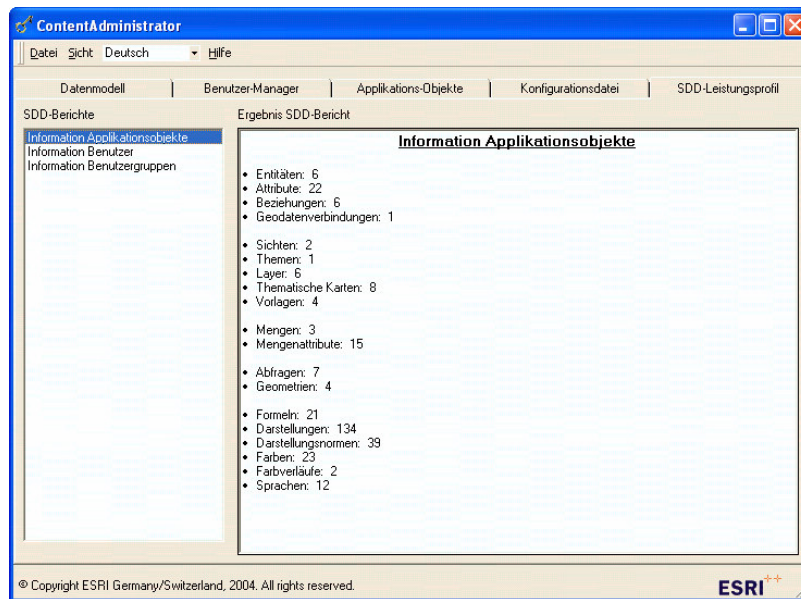 ContentAdministrator
Datei Sicht Deutsch Hilfe
Datenmodell Benutzer-Manager Applikations-Objekte Konfigurationsdatei SDD-Leistungsprofil
SDD-Berichte
Information Applikationsobjekte
Information Benutzer
Information Benutzergruppen
Ergebnis SDD-Bericht
Information Applikationsobjekte
• Entitäten: 6
• Attribute: 22
• Beziehungen: 6
• Geodatenverbindungen: 1
• Sichten: 2
• Themen: 1
• Layer: 6
• Thematische Karten: 8
• Vorlagen: 4
• Mengen: 3
• Mengenattribute: 15
• Abfragen: 7
• Geometrien: 4
• Formeln: 21
• Darstellungen: 134
• Darstellungsnormen: 39
• Farben: 23
• Farbverläufe: 2
• Sprachen: 12
© Copyright ESRI Germany/Switzerland, 2004. All rights reserved.
ESRI++